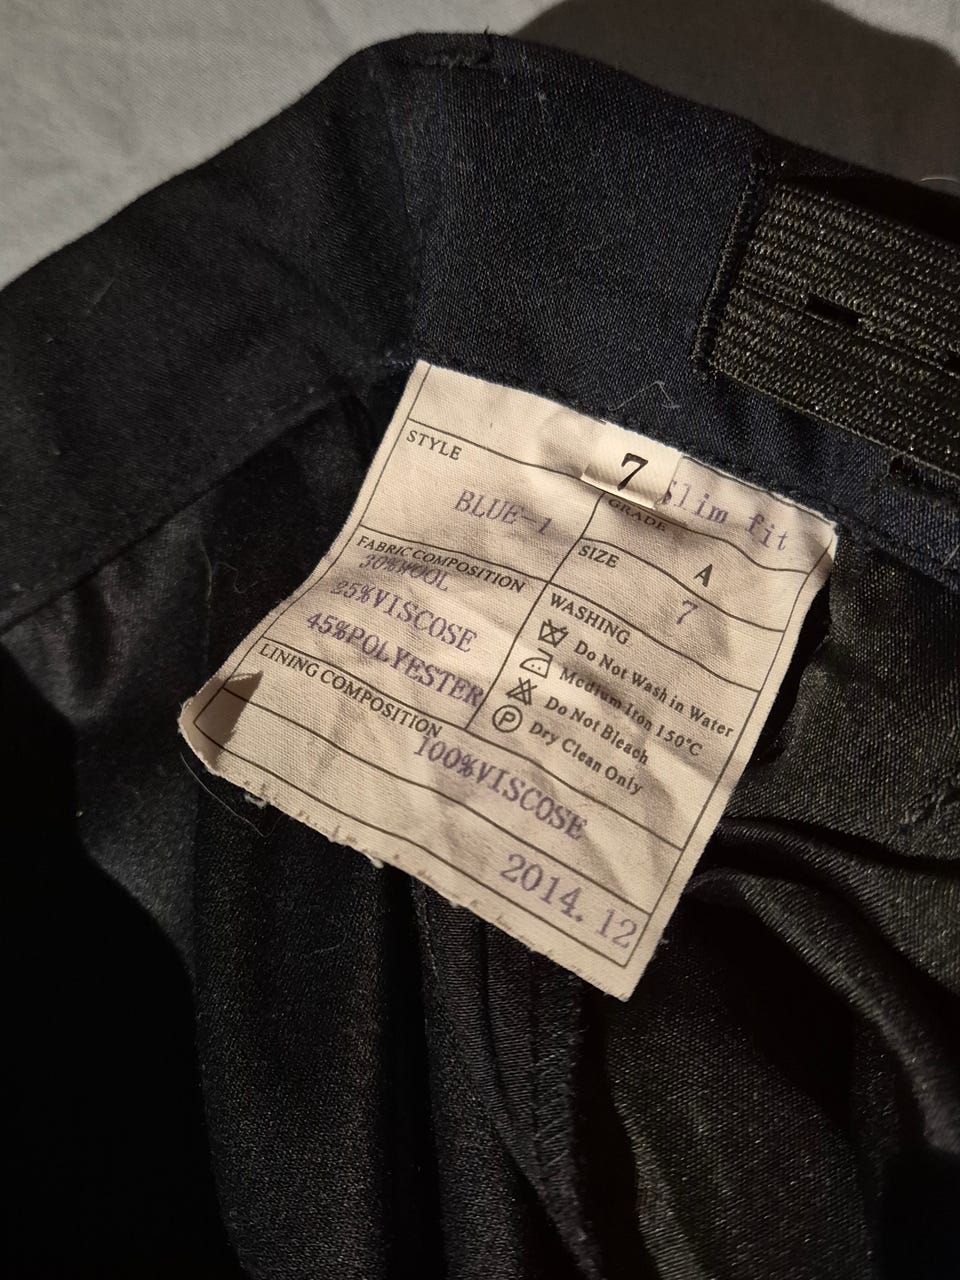 7
Slim fit
STYLE
BLUE-1
GRADE
A
SIZE
7
FABRIC COMPOSITION
30%WOOL
25%VISCOSE
45%POLYESTER
WASHING
Do Not Wash in Water
Medium Iron 150°C
Do Not Bleach
P Dry Clean Only
LINING COMPOSITION
100%VISCOSE
2014. 12